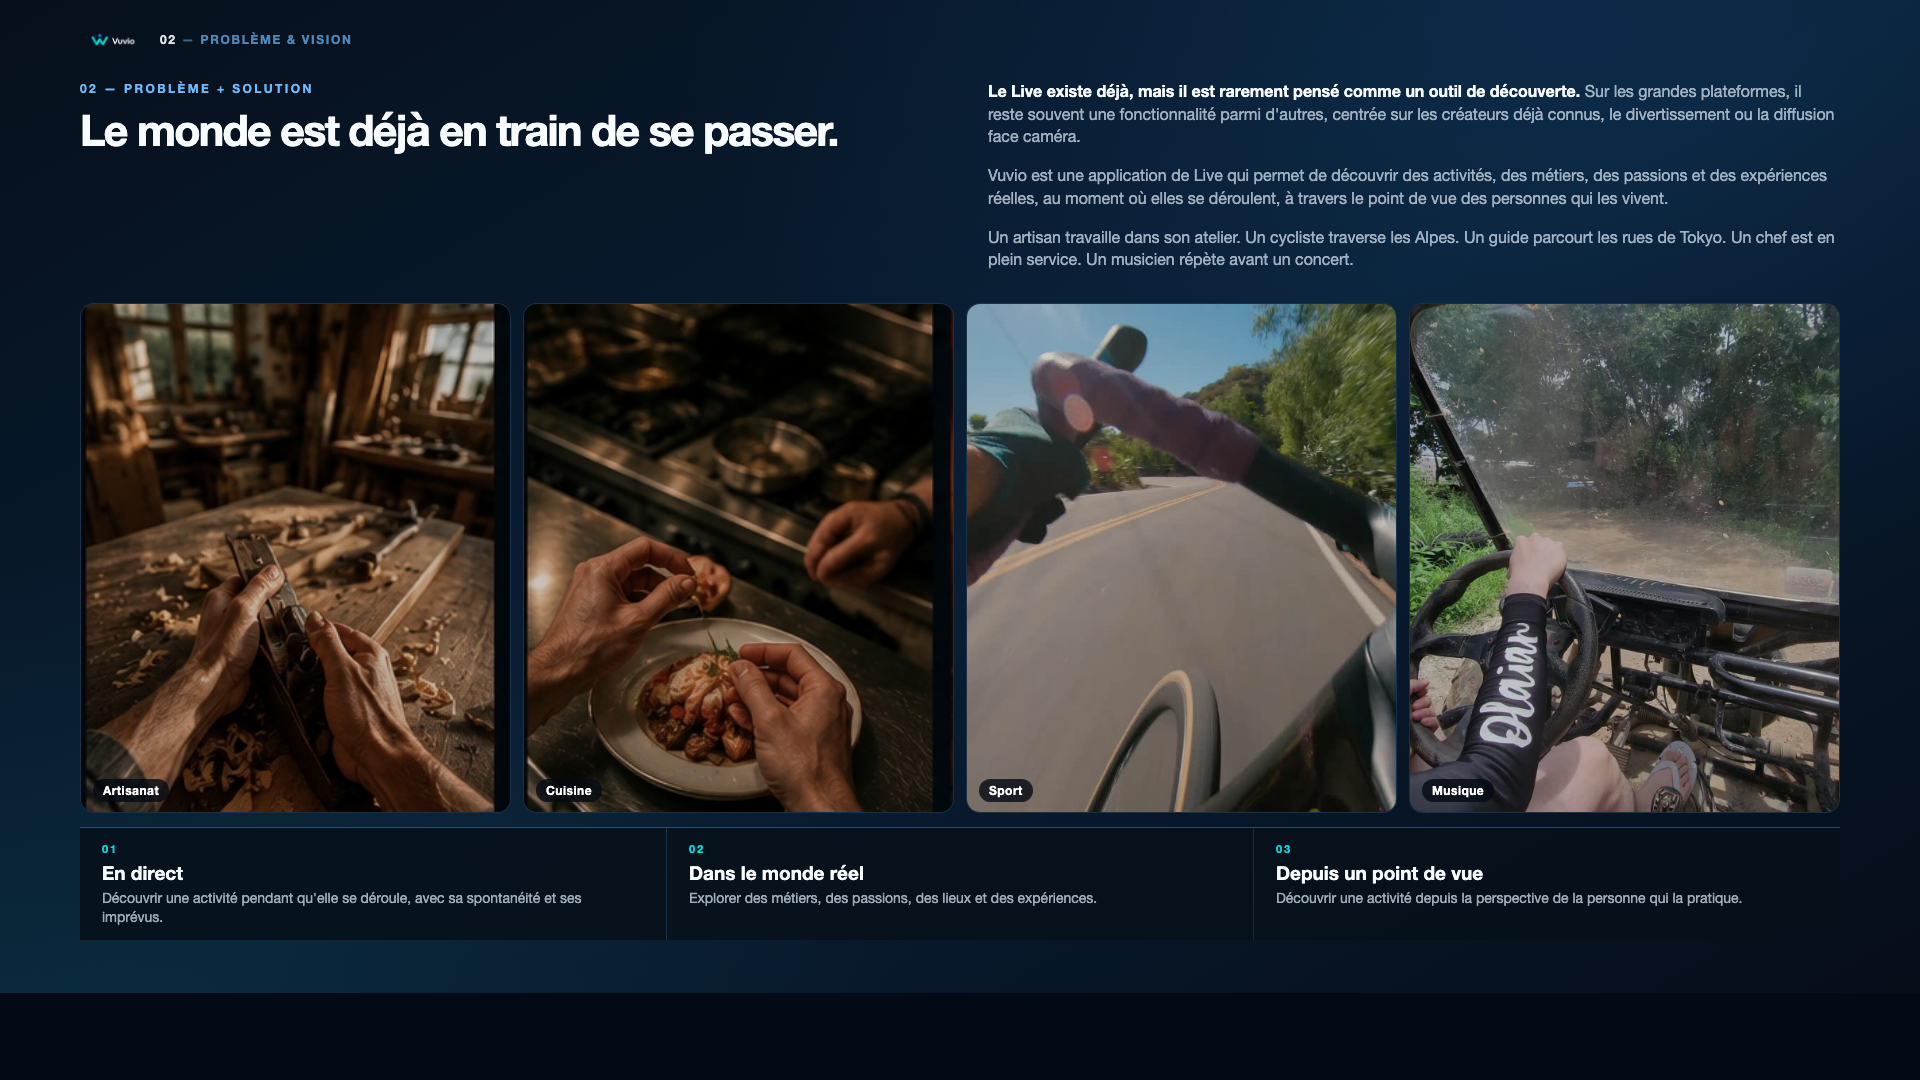 Vuvio
02 — PROBLÈME & VISION
02 — PROBLÈME + SOLUTION
Le monde est déjà en train de se passer.
Le Live existe déjà, mais il est rarement pensé comme un outil de découverte. Sur les grandes plateformes, il
reste souvent une fonctionnalité parmi d'autres, centrée sur les créateurs déjà connus, le divertissement ou la diffusion
face caméra.
Vuvio est une application de Live qui permet de découvrir des activités, des métiers, des passions et des expériences
réelles, au moment où elles se déroulent, à travers le point de vue des personnes qui les vivent.
Un artisan travaille dans son atelier. Un cycliste traverse les Alpes. Un guide parcourt les rues de Tokyo. Un chef est en
plein service. Un musicien répète avant un concert.
Artisanat
Cuisine
Sport
Musique
01
En direct
Découvrir une activité pendant qu'elle se déroule, avec sa spontanéité et ses
imprévus.
02
Dans le monde réel
Explorer des métiers, des passions, des lieux et des expériences.
03
Depuis un point de vue
Découvrir une activité depuis la perspective de la personne qui la pratique.